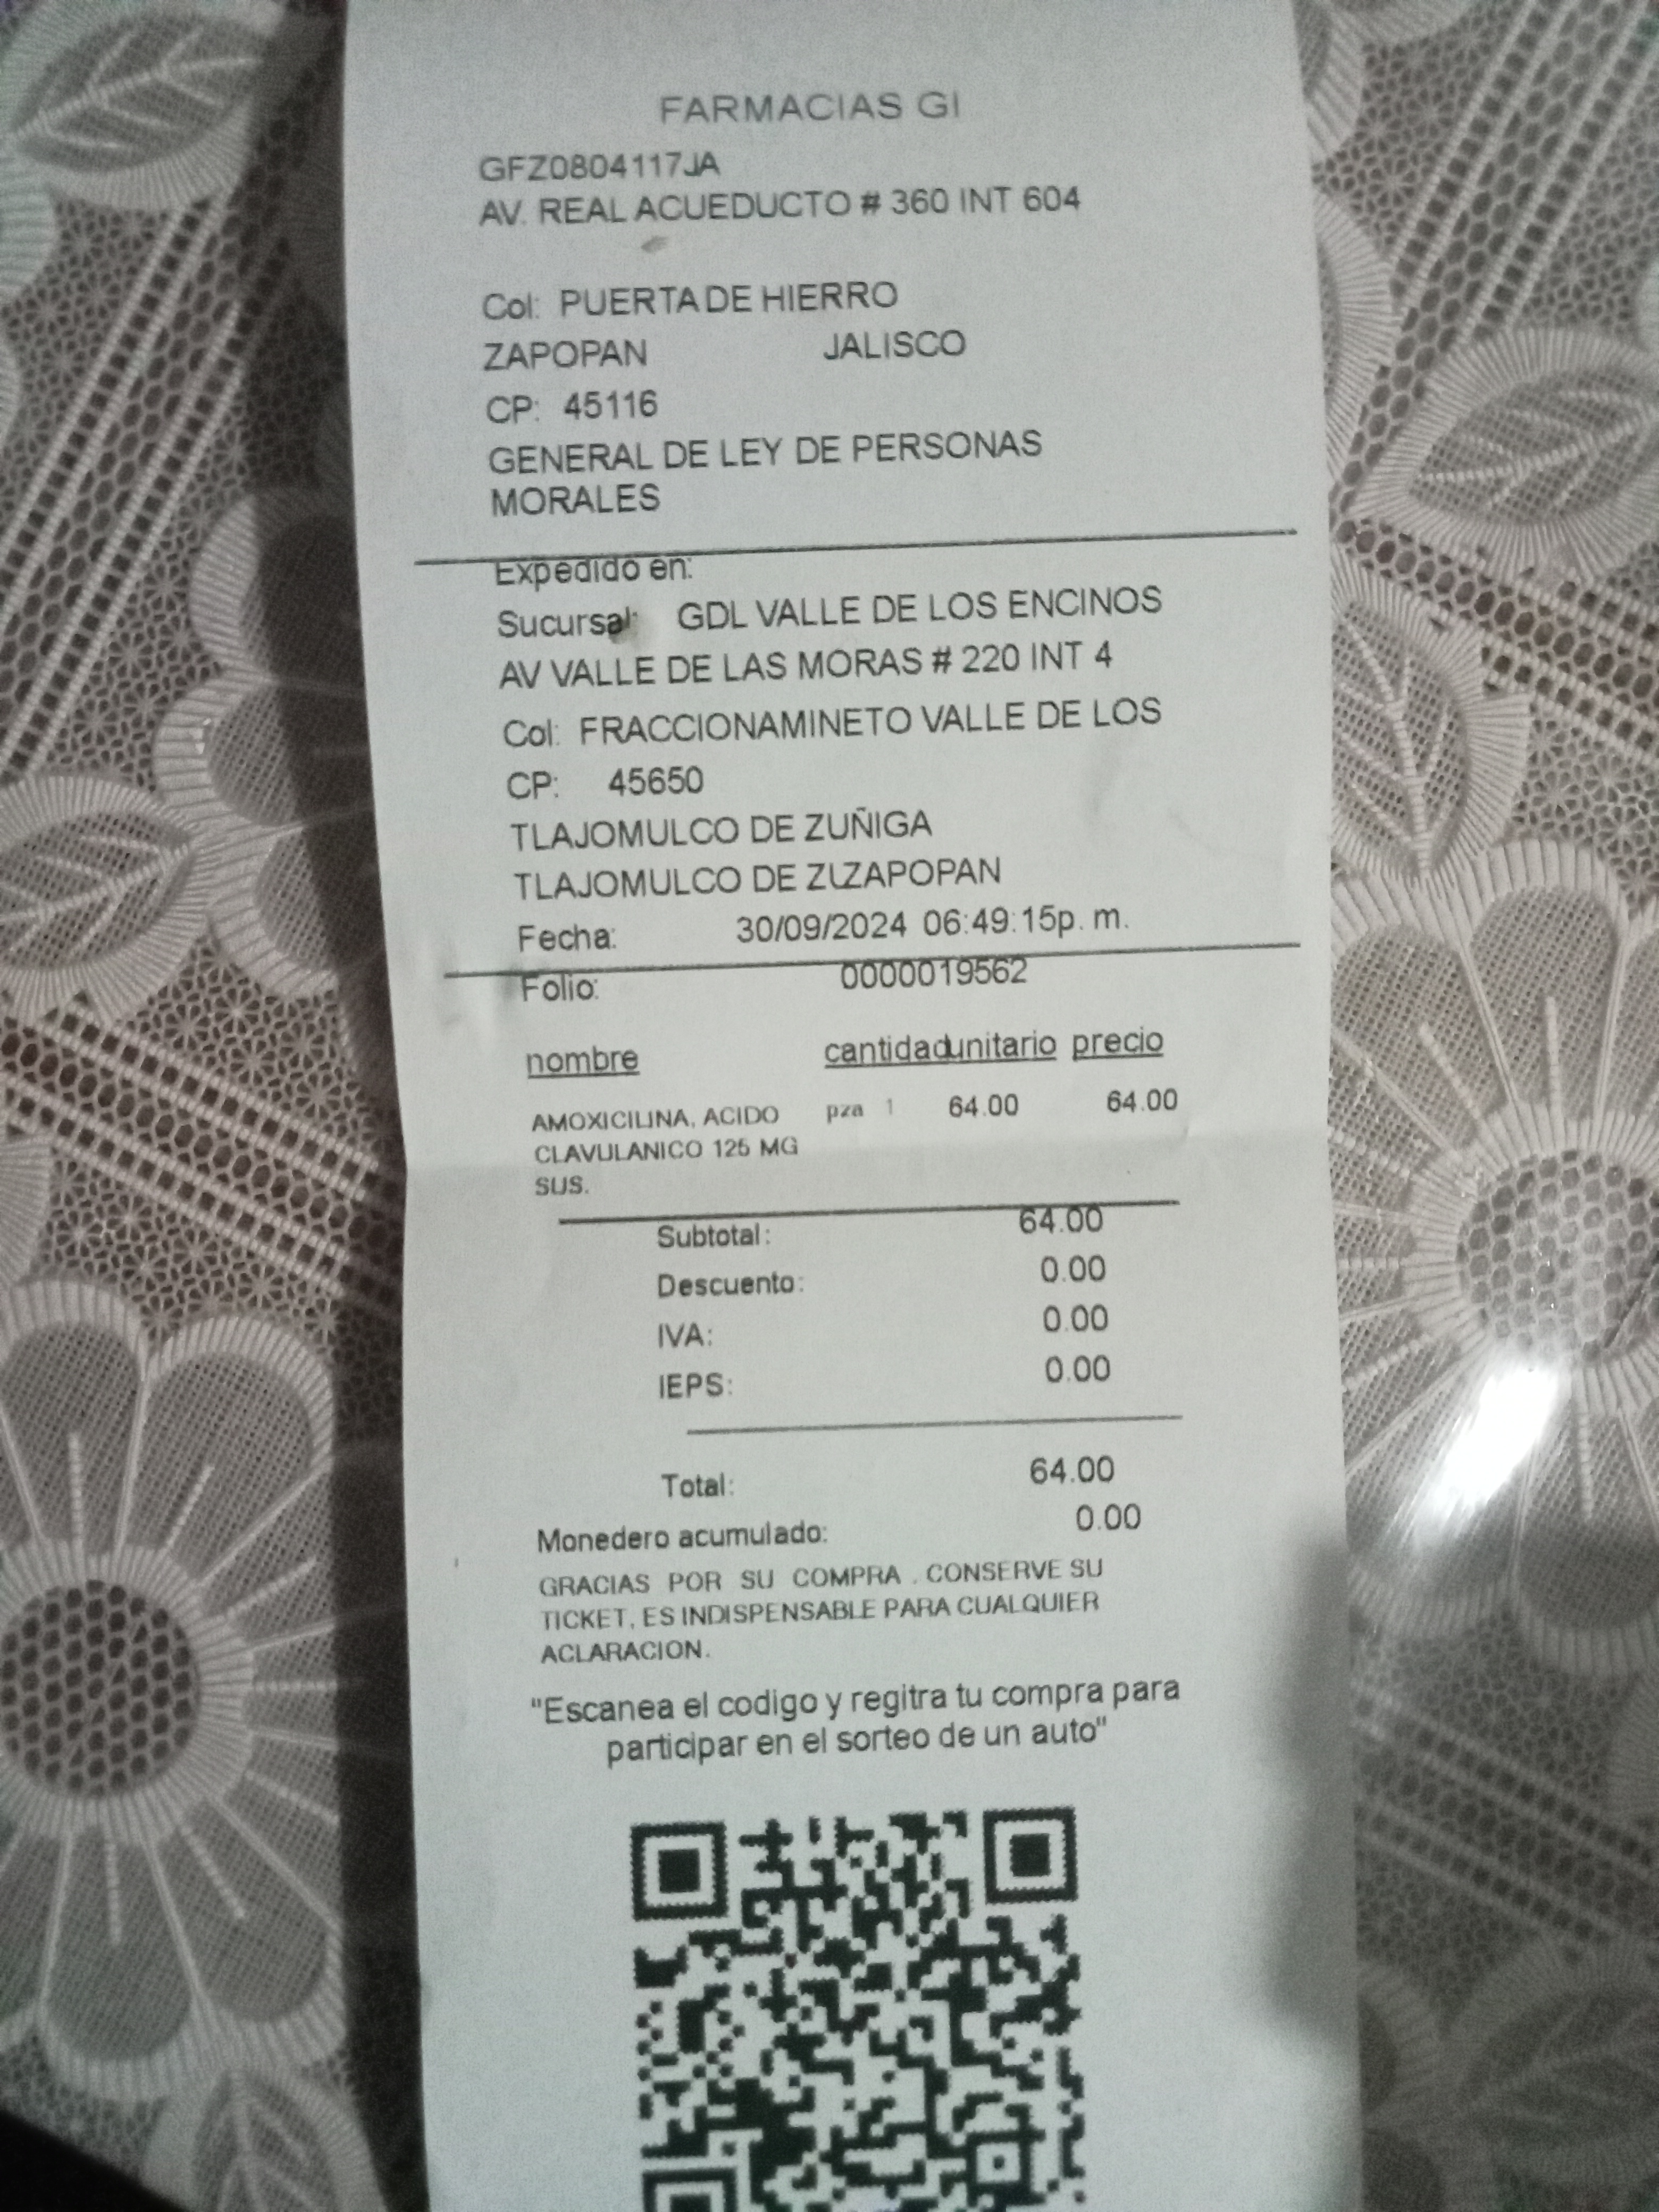 FARMACIAS GI
GFZ0804117JA
AV. REAL ACUEDUCTO # 360 INT 604
Col: PUERTA DE HIERRO
ZAPOPAN JALISCO
CP: 45116
GENERAL DE LEY DE PERSONAS
MORALES
Expedido en:
Sucursal: GDL VALLE DE LOS ENCINOS
AV VALLE DE LAS MORAS # 220 INT 4
Col: FRACCIONAMINETO VALLE DE LOS
CP: 45650
TLAJOMULCO DE ZUÑIGA
TLAJOMULCO DE ZUZAPOPAN
Fecha: 30/09/2024 06:49:15p. m.
Folio: 0000019562
nombre cantidad unitario precio
AMOXICILINA, ACIDO pza 1 64.00 64.00
CLAVULANICO 125 MG
SUS.
Subtotal: 64.00
Descuento: 0.00
IVA: 0.00
IEPS: 0.00
Total: 64.00
Monedero acumulado: 0.00
GRACIAS POR SU COMPRA . CONSERVE SU
TICKET, ES INDISPENSABLE PARA CUALQUIER
ACLARACION.
"Escanea el codigo y regitra tu compra para
participar en el sorteo de un auto"